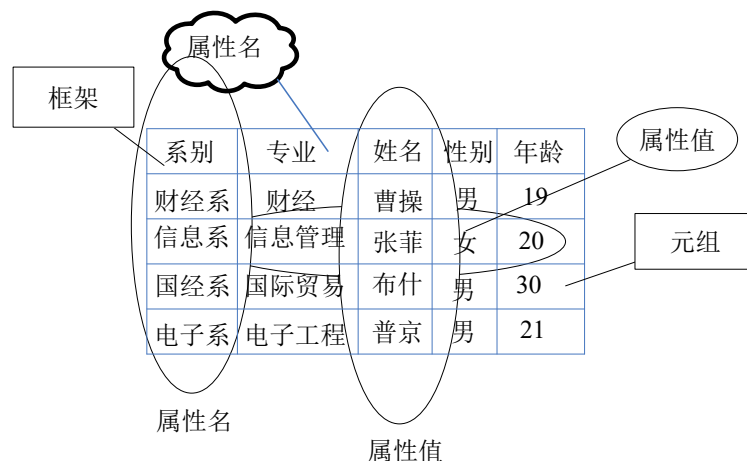 属性名
框架
属性值
系别 专业 姓名 性别 年龄
财经系 财经 曹操 男 19
信息系 信息管理 张菲 女 20
元组
国经系 国际贸易 布什 男 30
电子系 电子工程 普京 男 21
属性名
属性值